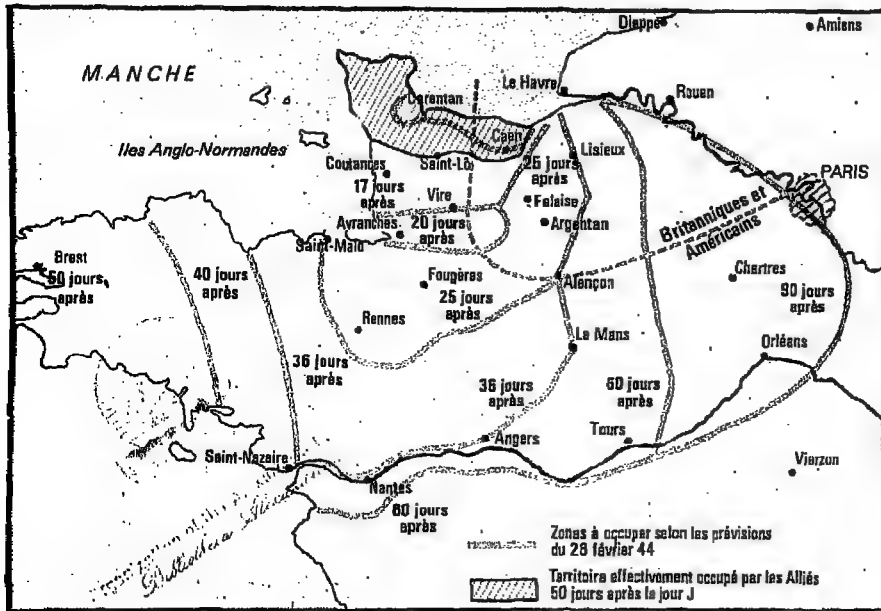 Dieppe
Amiens
MANCHE
Le Havre
Rouen
Carentan
Caen
Iles Anglo-Normandes
Lisieux
Coutances
Saint-Lô
25 jours
après
PARIS
17 jours
après
Vire
Falaise
Argentan
Avranches
20 jours
après
Britanniques et
Américains
Saint-Malo
Brest
50 jours
après
40 jours
après
Fougères
25 jours
après
Alençon
Chartres
90 jours
après
Rennes
Le Mans
Orléans
36 jours
après
36 jours
après
60 jours
après
Angers
Tours
Saint-Nazaire
Vierzon
Nantes
60 jours
après
Zones à occuper selon les prévisions
du 26 février 44
Territoire effectivement occupé par les Alliés
50 jours après le jour J